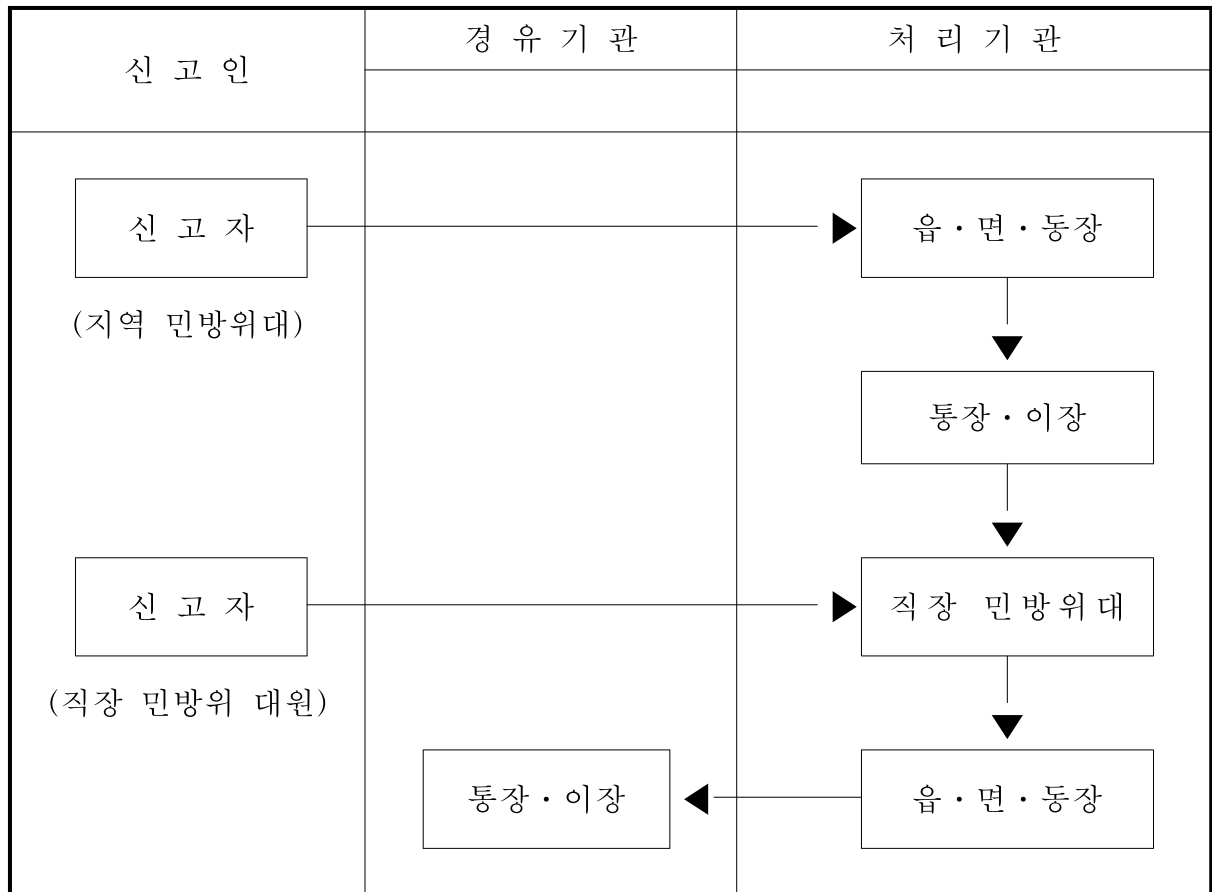 신 고 인
경 유 기 관
처 리 기 관
신 고 자
읍·면·동장
(지역 민방위대)
통장·이장
신 고 자
직장 민방위대
(직장 민방위 대원)
통장·이장
읍·면·동장